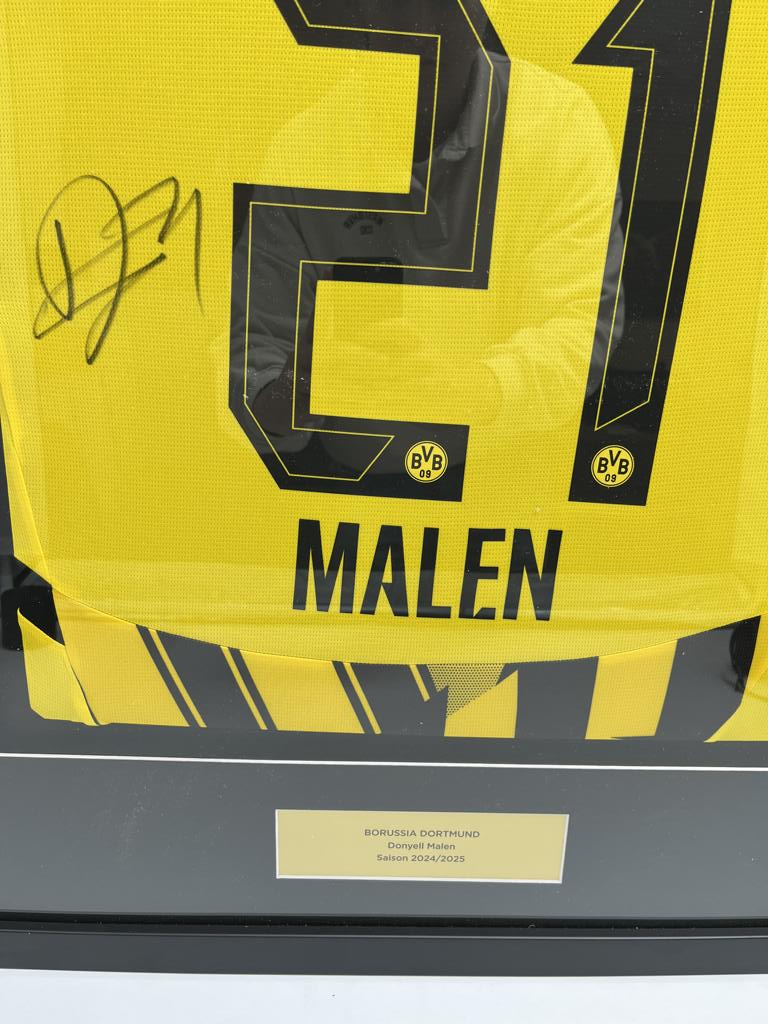 21
BVB
09
BVB
09
MALEN
BORUSSIA DORTMUND
Donyell Malen
Saison 2024/2025